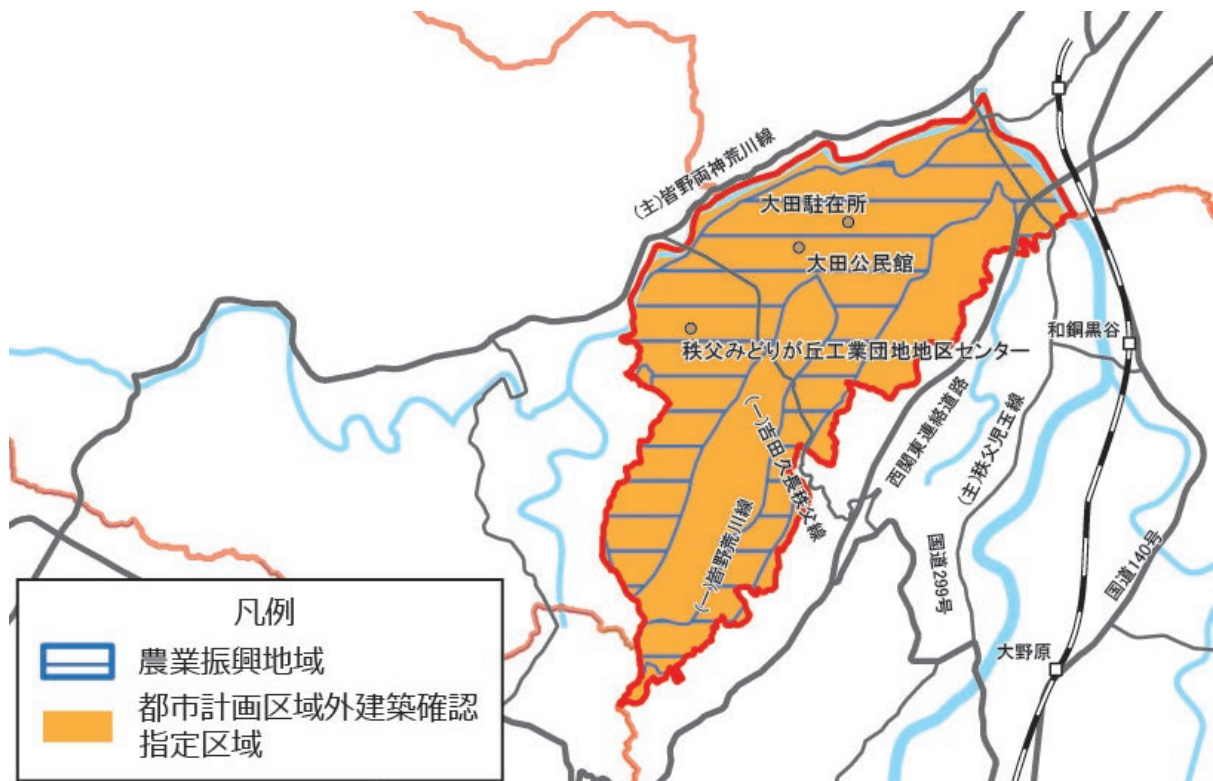 (主)皆野両神荒川線
大田駐在所
大田公民館
秩父みどりが丘工業団地地区センター
和銅黒谷
西関東連絡道路
(主)秩父児玉線
(一)吉田久長秩父線
(一)皆野荒川線
国道299号
国道140号
大野原
凡例
農業振興地域
都市計画区域外建築確認
指定区域